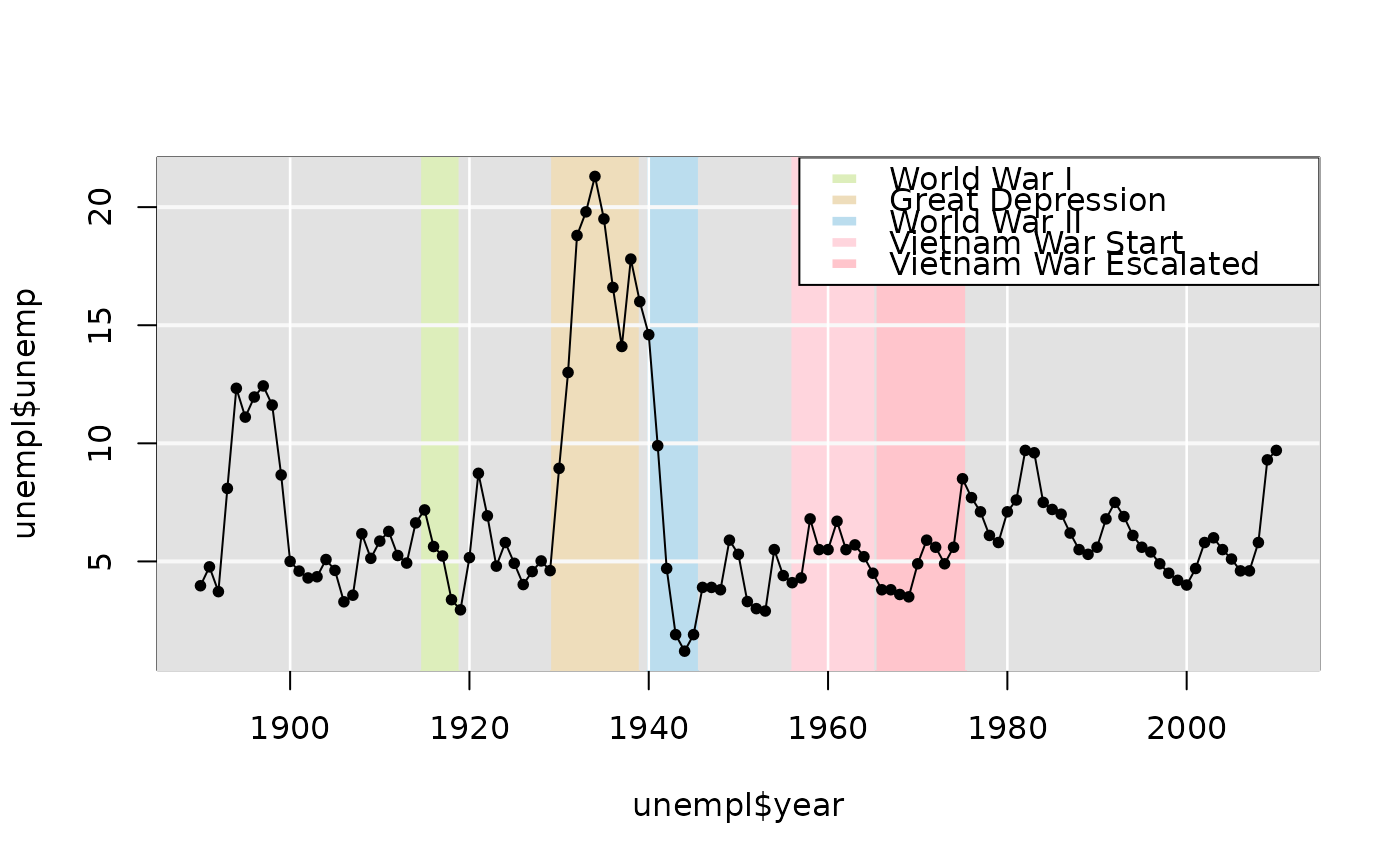 World War I
Great Depression
World War II
Vietnam War Start
Vietnam War Escalated
unempl$unemp
20
15
10
5
1900 1920 1940 1960 1980 2000
unempl$year